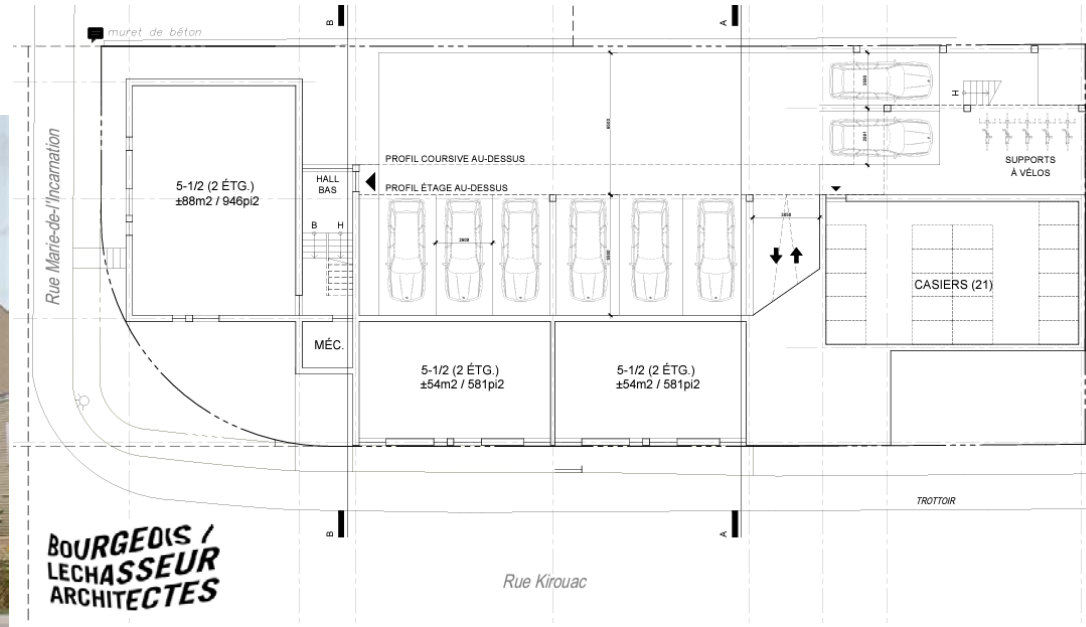 B
A
muret de béton
Rue Marie-de-l'Incarnation
5-1/2 (2 ÉTG.)
±88m2 / 946pi2
HALL
BAS
B H
MÉC.
PROFIL COURSIVE AU-DESSUS
PROFIL ÉTAGE AU-DESSUS
H
SUPPORTS
À VÉLOS
CASIERS (21)
5-1/2 (2 ÉTG.)
±54m2 / 581pi2
5-1/2 (2 ÉTG.)
±54m2 / 581pi2
TROTTOIR
B
A
Rue Kirouac
BOURGEOIS /
LECHASSEUR
ARCHITECTES